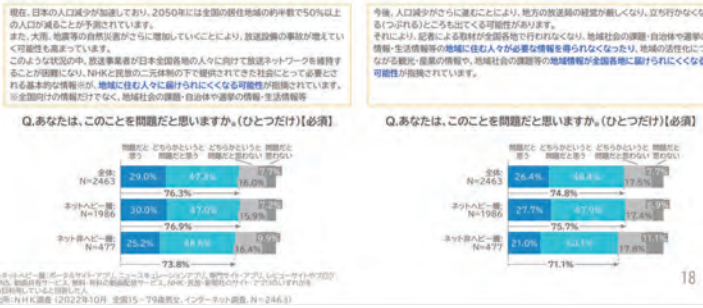 現在、日本の人口減少が加速しており、2050年には全国の居住地域の約半数で50%以上
の人口が減ることが予測されています。
また、大雨、地震等の自然災害がさらに増加していくことにより、放送設備の事故が増えてい
く可能性も高まっています。
このような状況の中、放送事業者が日本全国各地の人々に向けて放送ネットワークを維持す
ることが困難になり、NHKと民放の二元体制の下で提供されてきた社会にとって必要とさ
れる基本的な情報※が、地域に住む人々に届けられにくくなる可能性が指摘されています。
※全国向けの情報だけでなく、地域社会の課題・自治体や選挙の情報・生活情報等
Q.あなたは、このことを問題だと思いますか。(ひとつだけ)【必須】
問題だと思う どちらかというと問題だと思う どちらかというと問題だと思わない 問題だと思わない
全体: N=2463 29.0% 47.3% 16.0% 7.7%
76.3%
ネットヘビー層: N=1986 30.0% 47.0% 15.9% 7.2%
76.9%
ネット非ヘビー層: N=477 25.2% 48.6% 16.4% 9.9%
73.8%
今後、人口減少がさらに進むことにより、地方の放送局の経営が厳しくなり、立ち行かなくな
る(つぶれる)ところも出てくる可能性があります。
それにより、記者による取材が全国各地で行われなくなり、地域社会の課題・自治体や選挙の
情報・生活情報等の地域に住む人々が必要な情報を得られなくなったり、地域の活性化につ
ながる観光・産業の情報や、地域社会の課題等の地域情報が全国各地に届けられにくくなる
可能性が指摘されています。
Q.あなたは、このことを問題だと思いますか。(ひとつだけ)【必須】
問題だと思う どちらかというと問題だと思う どちらかというと問題だと思わない 問題だと思わない
全体: N=2463 26.4% 48.4% 17.5% 7.7%
74.8%
ネットヘビー層: N=1986 27.7% 47.9% 17.4% 6.9%
75.7%
ネット非ヘビー層: N=477 21.0% 50.1% 17.8% 11.1%
71.1%
NHK調査(2022年10月 全国15-79歳男女、インターネット調査、N=2463)
18